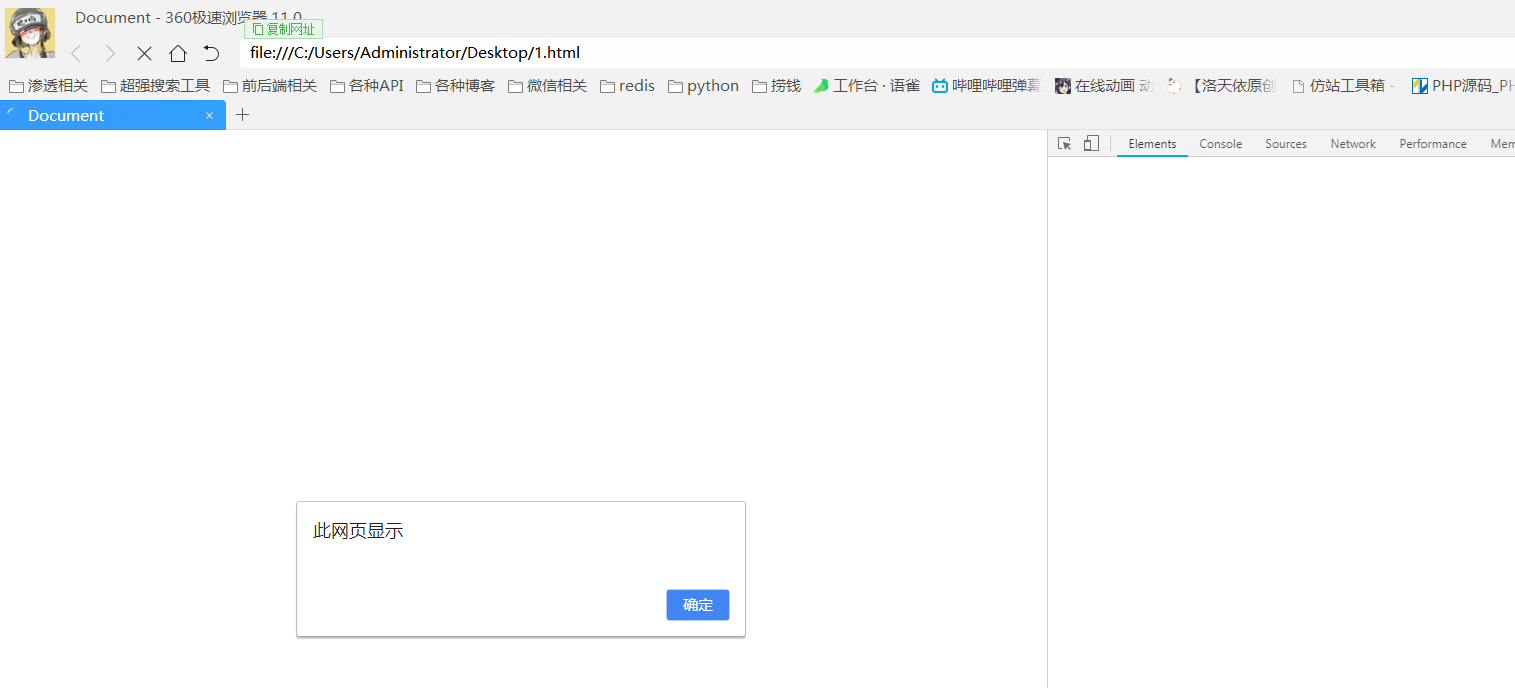 Document - 360极速浏览器 11.0
复制网址
file:///C:/Users/Administrator/Desktop/1.html
渗透相关 超强搜索工具 前后端相关 各种API 各种博客 微信相关 redis python 捞钱 工作台 · 语雀 哔哩哔哩弹幕 在线动画 动 【洛天依原创 仿站工具箱 - PHP源码_PH
Document × +
Elements Console Sources Network Performance Mem
此网页显示
确定